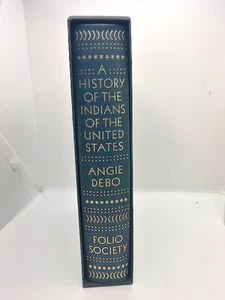 A
HISTORY
OF THE
INDIANS
OF THE
UNITED
STATES
ANGIE
DEBO
FOLIO
SOCIETY